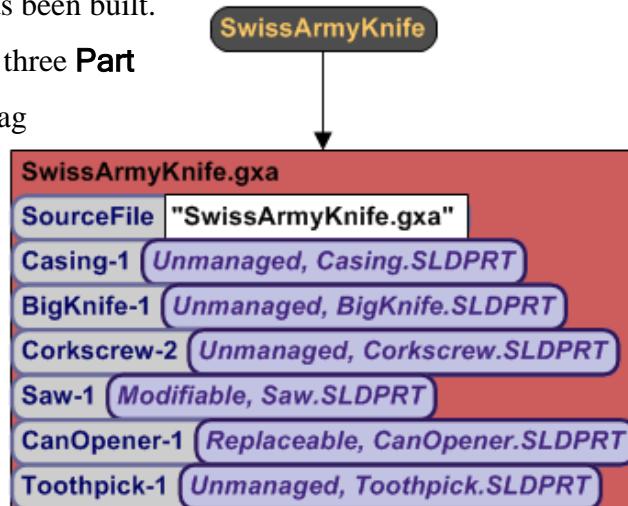 s been built.
SwissArmyKnife
three Part
ag
SwissArmyKnife.gxa
SourceFile "SwissArmyKnife.gxa"
Casing-1 Unmanaged, Casing.SLDPRT
BigKnife-1 Unmanaged, BigKnife.SLDPRT
Corkscrew-2 Unmanaged, Corkscrew.SLDPRT
Saw-1 Modifiable, Saw.SLDPRT
CanOpener-1 Replaceable, CanOpener.SLDPRT
Toothpick-1 Unmanaged, Toothpick.SLDPRT